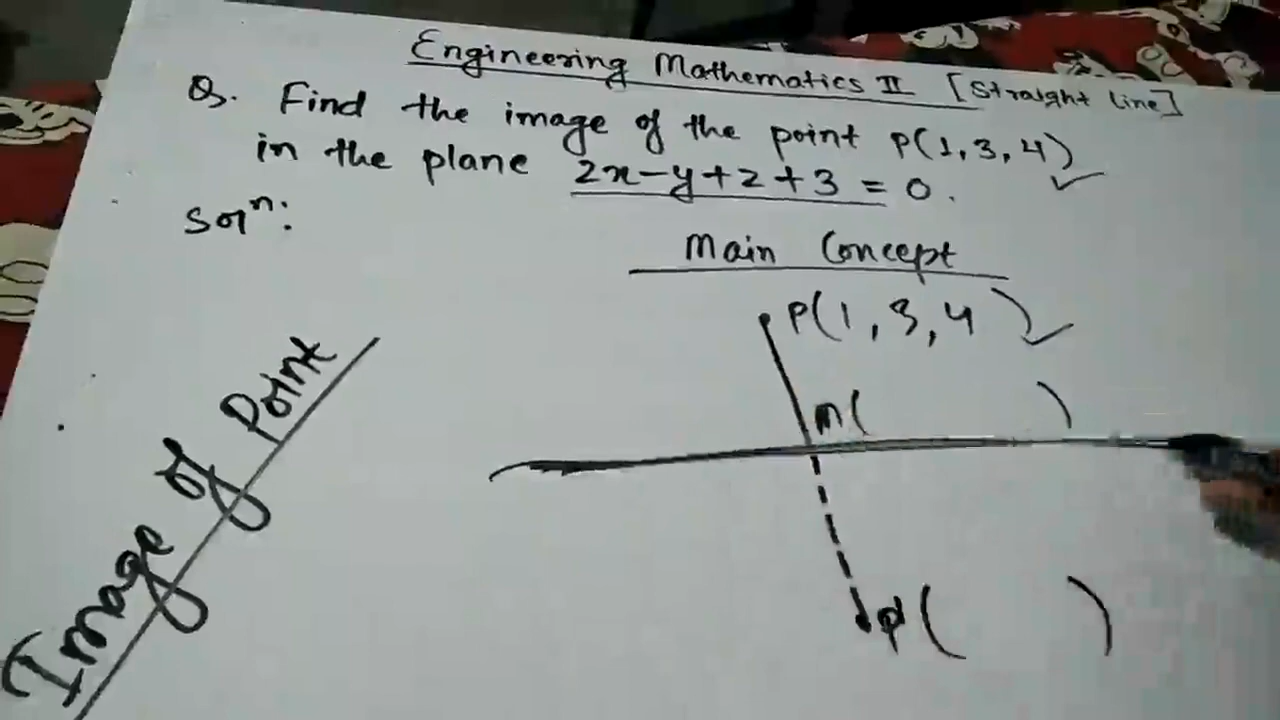 Engineering Mathematics II [Straight line]
Q. Find the image of the point P(1, 3, 4)
in the plane 2x-y+z+3=0.
Solⁿ:
Main Concept
P(1, 3, 4)
M( )
P'( )
Image of Point